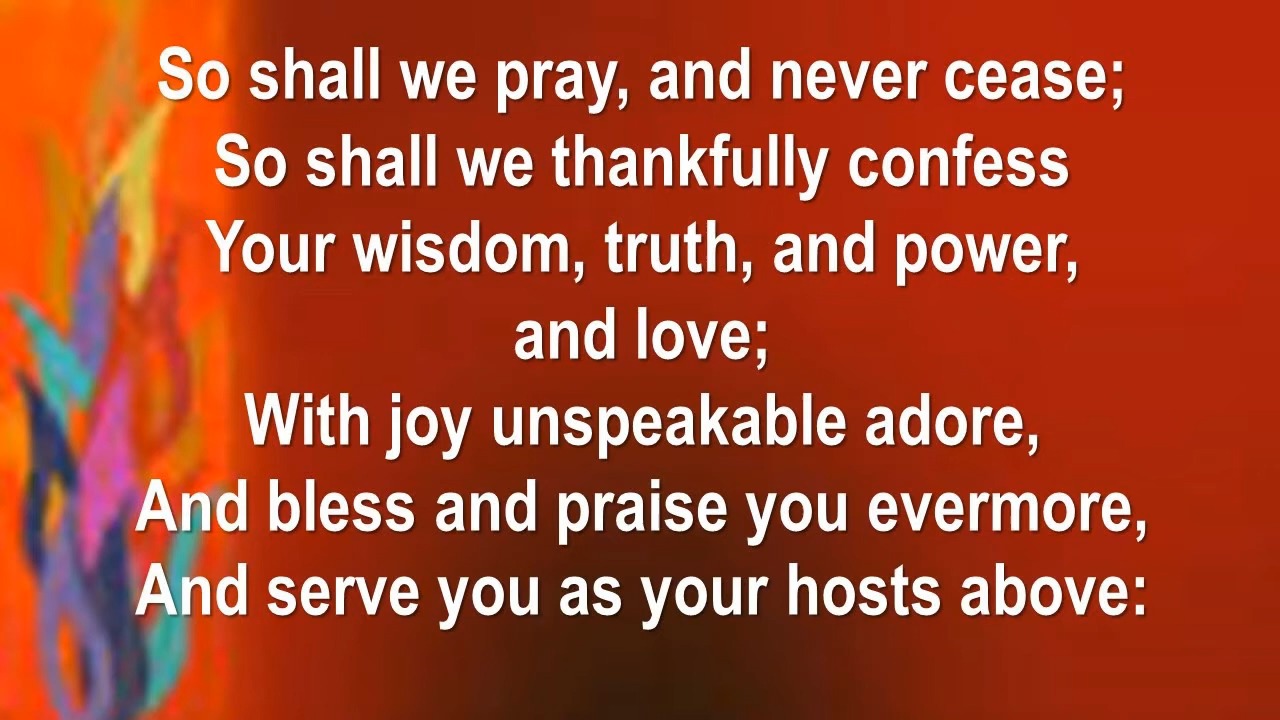 So shall we pray, and never cease;
So shall we thankfully confess
Your wisdom, truth, and power,
and love;
With joy unspeakable adore,
And bless and praise you evermore,
And serve you as your hosts above: